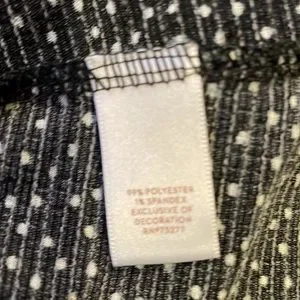 99% POLYESTER
1% SPANDEX
EXCLUSIVE OF
DECORATION
RN#73277